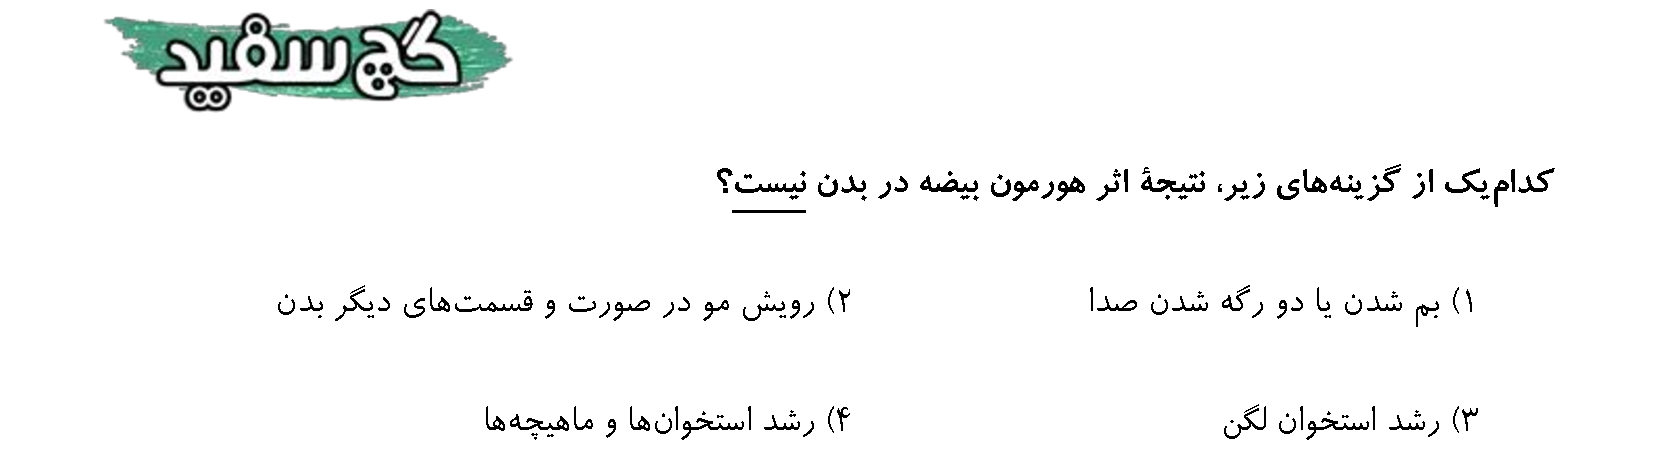 گچ سفید
کدام‌یک از گزینه‌های زیر، نتیجهٔ اثر هورمون بیضه در بدن نیست؟
۱) بم شدن یا دو رگه شدن صدا ۲) رویش مو در صورت و قسمت‌های دیگر بدن
۳) رشد استخوان لگن ۴) رشد استخوان‌ها و ماهیچه‌ها